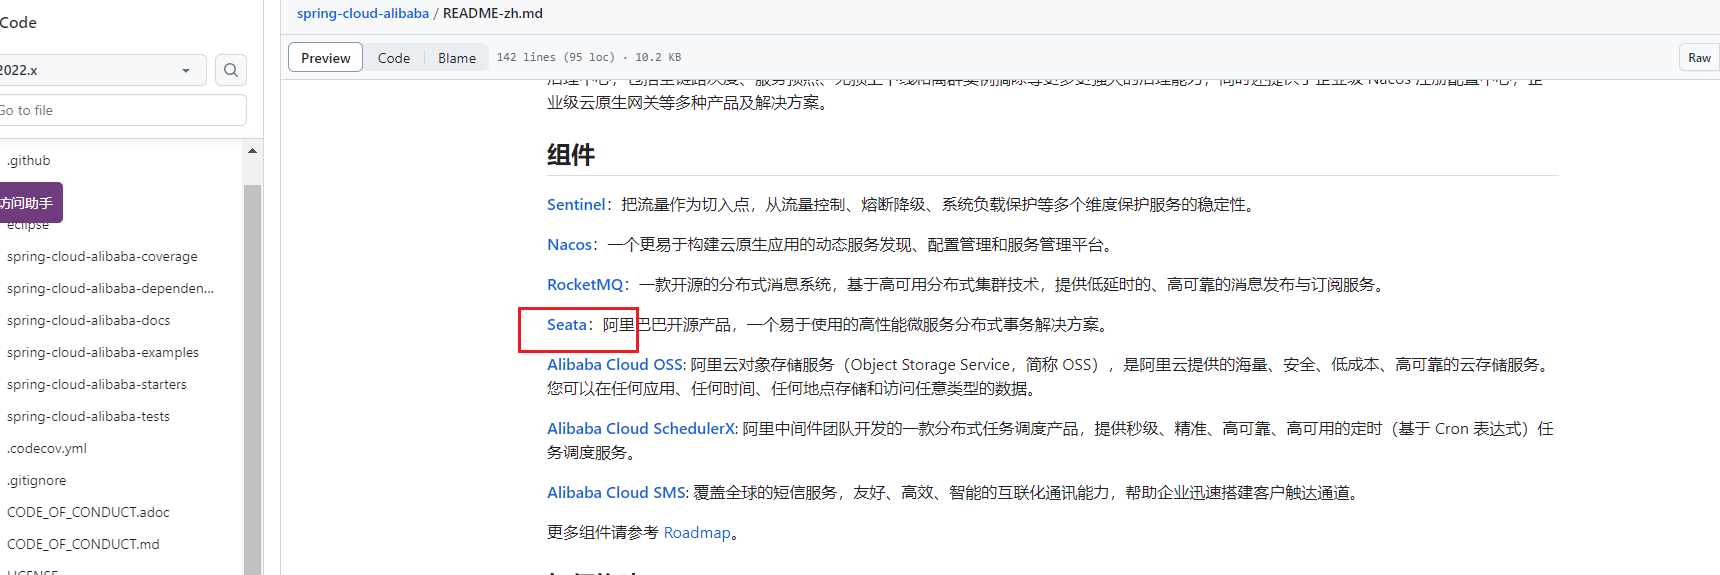 Code
spring-cloud-alibaba / README-zh.md
2022.x
Preview Code Blame 142 lines (95 loc) · 10.2 KB Raw
Go to file
业级云原生网关等多种产品及解决方案。
.github
访问助手
eclipse
spring-cloud-alibaba-coverage
spring-cloud-alibaba-dependen...
spring-cloud-alibaba-docs
spring-cloud-alibaba-examples
spring-cloud-alibaba-starters
spring-cloud-alibaba-tests
.codecov.yml
.gitignore
CODE_OF_CONDUCT.adoc
CODE_OF_CONDUCT.md
LICENSE
组件
Sentinel：把流量作为切入点，从流量控制、熔断降级、系统负载保护等多个维度保护服务的稳定性。
Nacos：一个更易于构建云原生应用的动态服务发现、配置管理和服务管理平台。
RocketMQ：一款开源的分布式消息系统，基于高可用分布式集群技术，提供低延时的、高可靠的消息发布与订阅服务。
Seata：阿里巴巴开源产品，一个易于使用的高性能微服务分布式事务解决方案。
Alibaba Cloud OSS: 阿里云对象存储服务（Object Storage Service，简称 OSS），是阿里云提供的海量、安全、低成本、高可靠的云存储服务。
您可以在任何应用、任何时间、任何地点存储和访问任意类型的数据。
Alibaba Cloud SchedulerX: 阿里中间件团队开发的一款分布式任务调度产品，提供秒级、精准、高可靠、高可用的定时（基于 Cron 表达式）任
务调度服务。
Alibaba Cloud SMS: 覆盖全球的短信服务，友好、高效、智能的互联化通讯能力，帮助企业迅速搭建客户触达通道。
更多组件请参考 Roadmap。